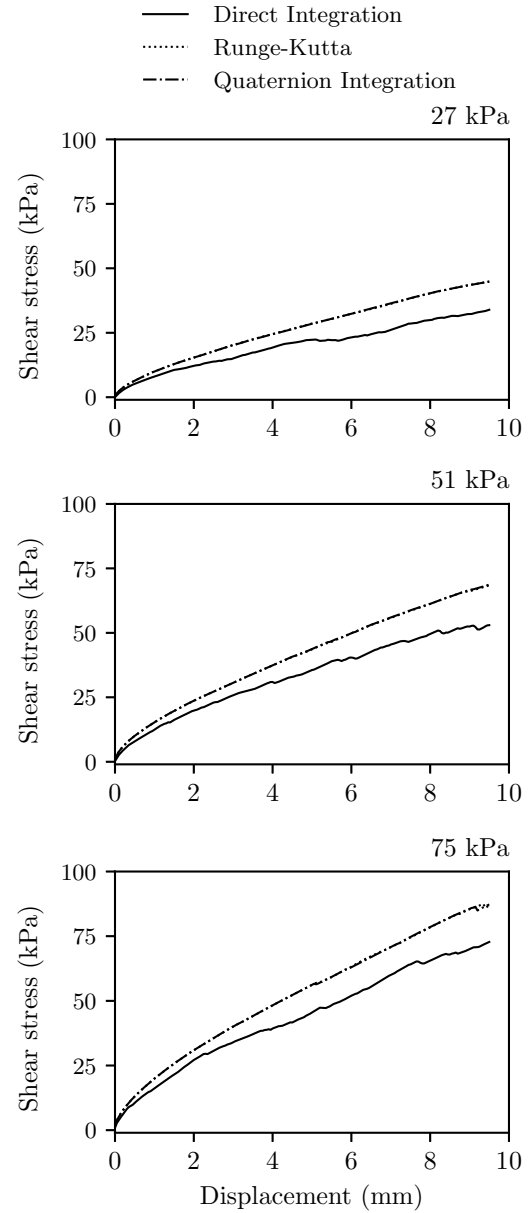 Direct Integration
Runge-Kutta
Quaternion Integration
27 kPa
100
75
50
25
0
Shear stress (kPa)
0 2 4 6 8 10
51 kPa
100
75
50
25
0
Shear stress (kPa)
0 2 4 6 8 10
75 kPa
100
75
50
25
0
Shear stress (kPa)
0 2 4 6 8 10
Displacement (mm)